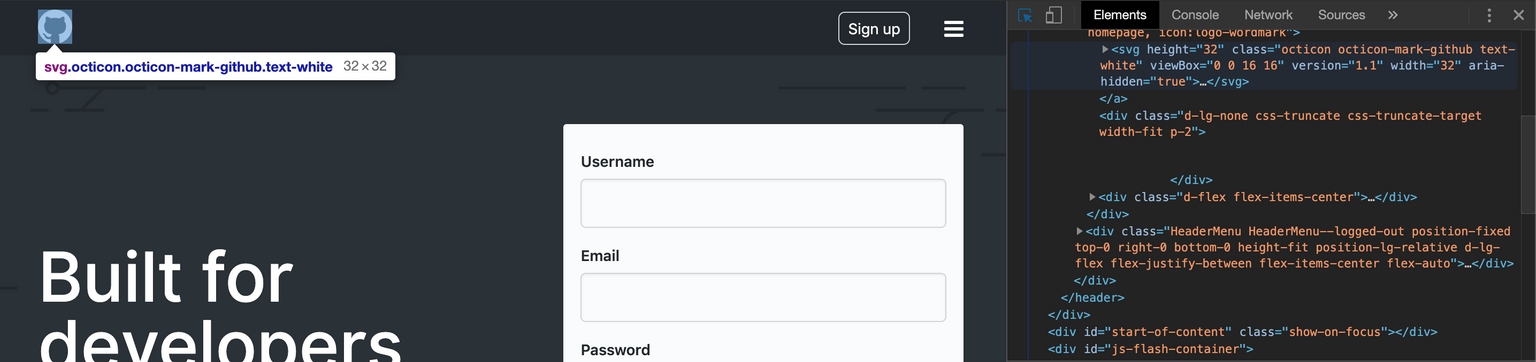 Sign up
svg.octicon.octicon-mark-github.text-white 32×32
Username
Email
Password
Built for
developers
Elements Console Network Sources »
homepage, icon:logo-wordmark">
<svg height="32" class="octicon octicon-mark-github text-
white" viewBox="0 0 16 16" version="1.1" width="32" aria-
hidden="true">…</svg>
</a>
<div class="d-lg-none css-truncate css-truncate-target
width-fit p-2">
</div>
<div class="d-flex flex-items-center">…</div>
</div>
<div class="HeaderMenu HeaderMenu--logged-out position-fixed
top-0 right-0 bottom-0 height-fit position-lg-relative d-lg-
flex flex-justify-between flex-items-center flex-auto">…</div>
</div>
</header>
</div>
<div id="start-of-content" class="show-on-focus"></div>
<div id="js-flash-container">